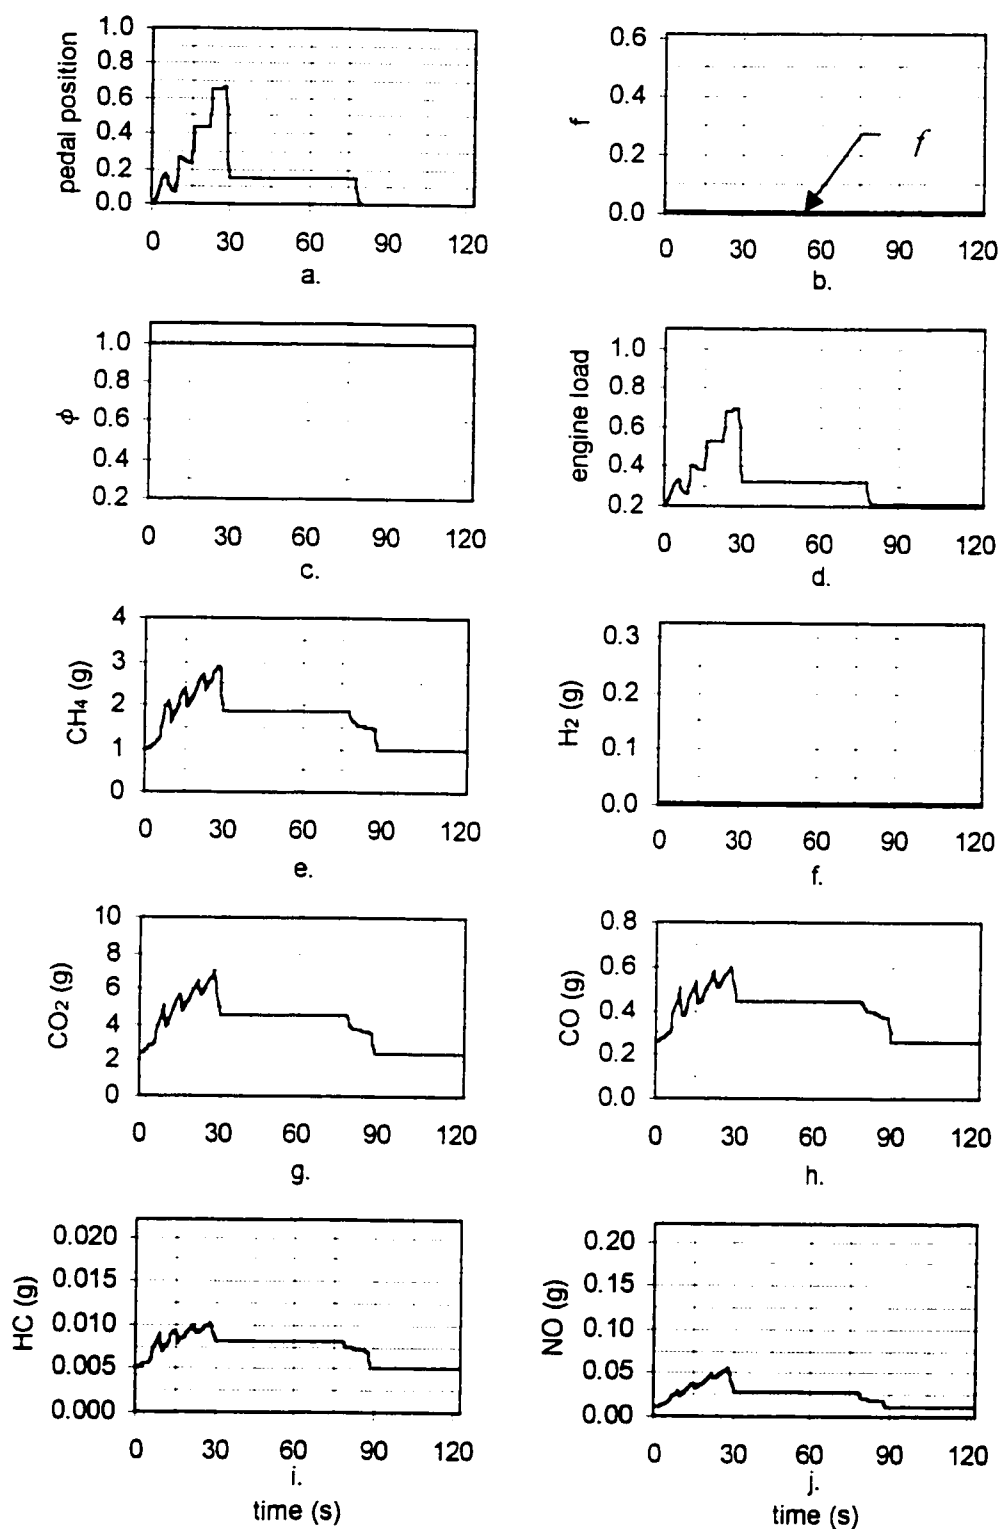 pedal position
1.0
0.8
0.6
0.4
0.2
0.0
0 30 60 90 120
a.
f
0.6
0.4
0.2
0.0
f
0 30 60 90 120
b.
ϕ
1.0
0.8
0.6
0.4
0.2
0 30 60 90 120
c.
engine load
1.0
0.8
0.6
0.4
0.2
0 30 60 90 120
d.
CH4 (g)
4
3
2
1
0
0 30 60 90 120
e.
H2 (g)
0.3
0.2
0.1
0.0
0 30 60 90 120
f.
CO2 (g)
10
8
6
4
2
0
0 30 60 90 120
g.
CO (g)
0.8
0.6
0.4
0.2
0.0
0 30 60 90 120
h.
HC (g)
0.020
0.015
0.010
0.005
0.000
0 30 60 90 120
i.
time (s)
NO (g)
0.20
0.15
0.10
0.05
0.00
0 30 60 90 120
j.
time (s)